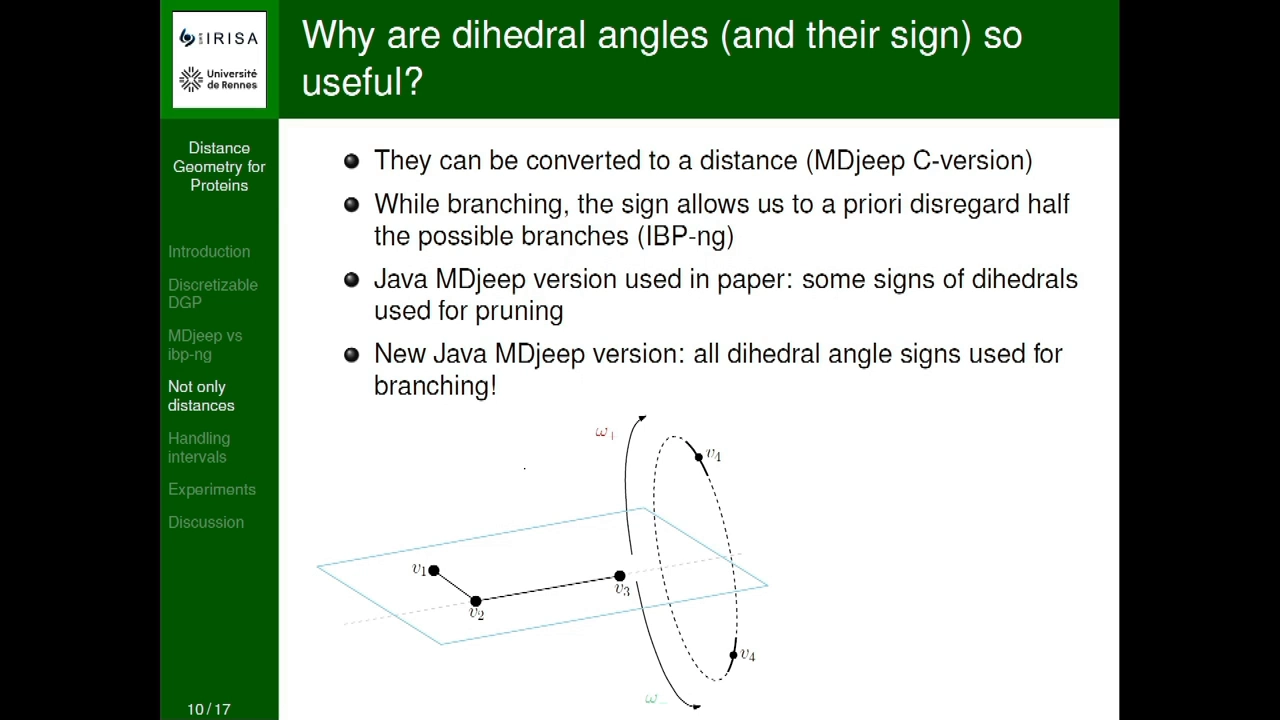 IRISA
Université
de Rennes
Why are dihedral angles (and their sign) so
useful?
Distance
Geometry for
Proteins
Introduction
Discretizable
DGP
MDjeep vs
ibp-ng
Not only
distances
Handling
intervals
Experiments
Discussion
10 / 17
They can be converted to a distance (MDjeep C-version)
While branching, the sign allows us to a priori disregard half
the possible branches (IBP-ng)
Java MDjeep version used in paper: some signs of dihedrals
used for pruning
New Java MDjeep version: all dihedral angle signs used for
branching!
ω₊
v₄
v₁
v₂
v₃
v₄
ω₋